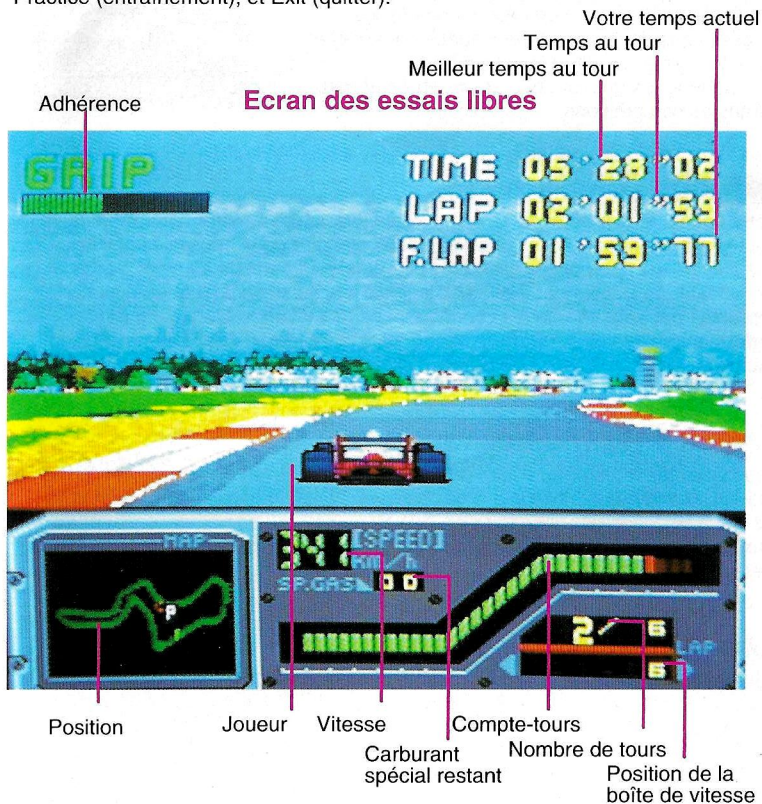 Practice (entraînement), et Exit (quitter).
Votre temps actuel
Temps au tour
Meilleur temps au tour
Adhérence
Ecran des essais libres
GRIP
TIME 05'28"02
LAP 02'01"59
F.LAP 01'59"77
MAP
P
341
[SPEED]
km/h
SP.GAS 00
2/6
LAP
6
Position
Joueur
Vitesse
Compte-tours
Carburant
spécial restant
Nombre de tours
Position de la
boîte de vitesse